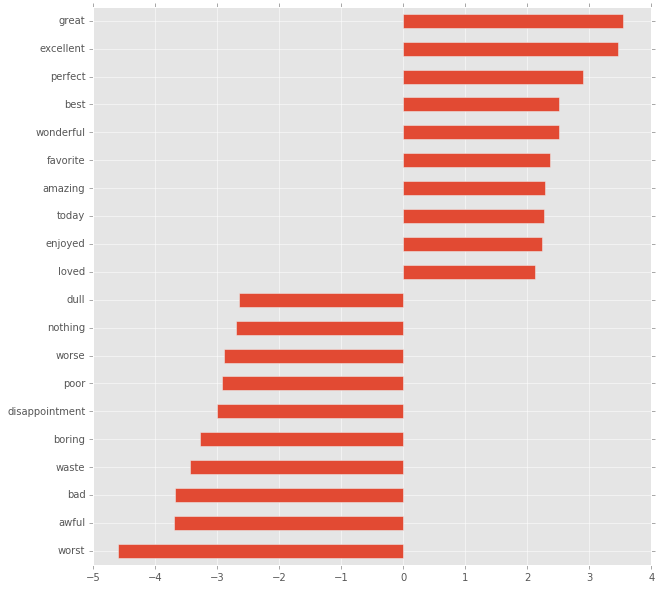 great
excellent
perfect
best
wonderful
favorite
amazing
today
enjoyed
loved
dull
nothing
worse
poor
disappointment
boring
waste
bad
awful
worst
−5 −4 −3 −2 −1 0 1 2 3 4